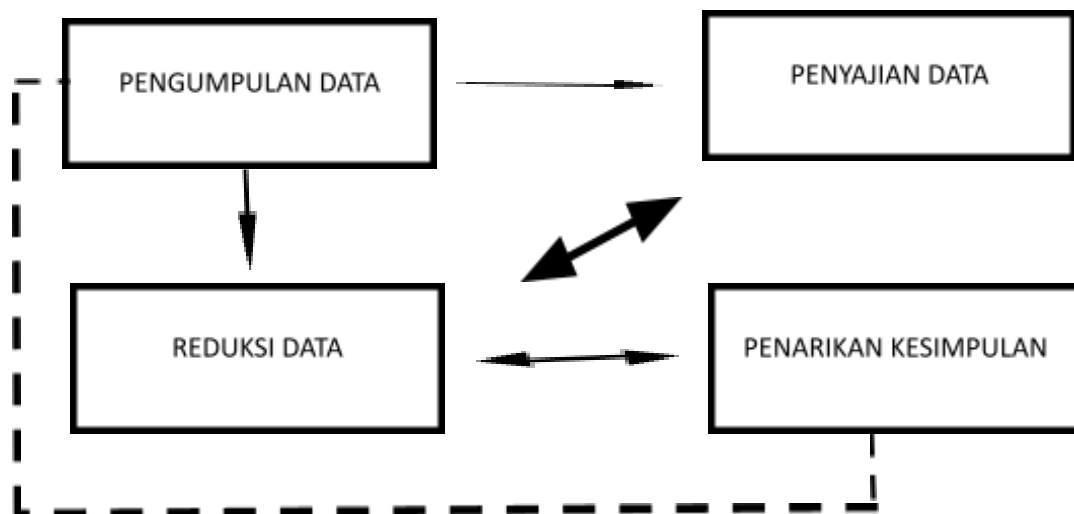 PENGUMPULAN DATA
PENYAJIAN DATA
REDUKSI DATA
PENARIKAN KESIMPULAN